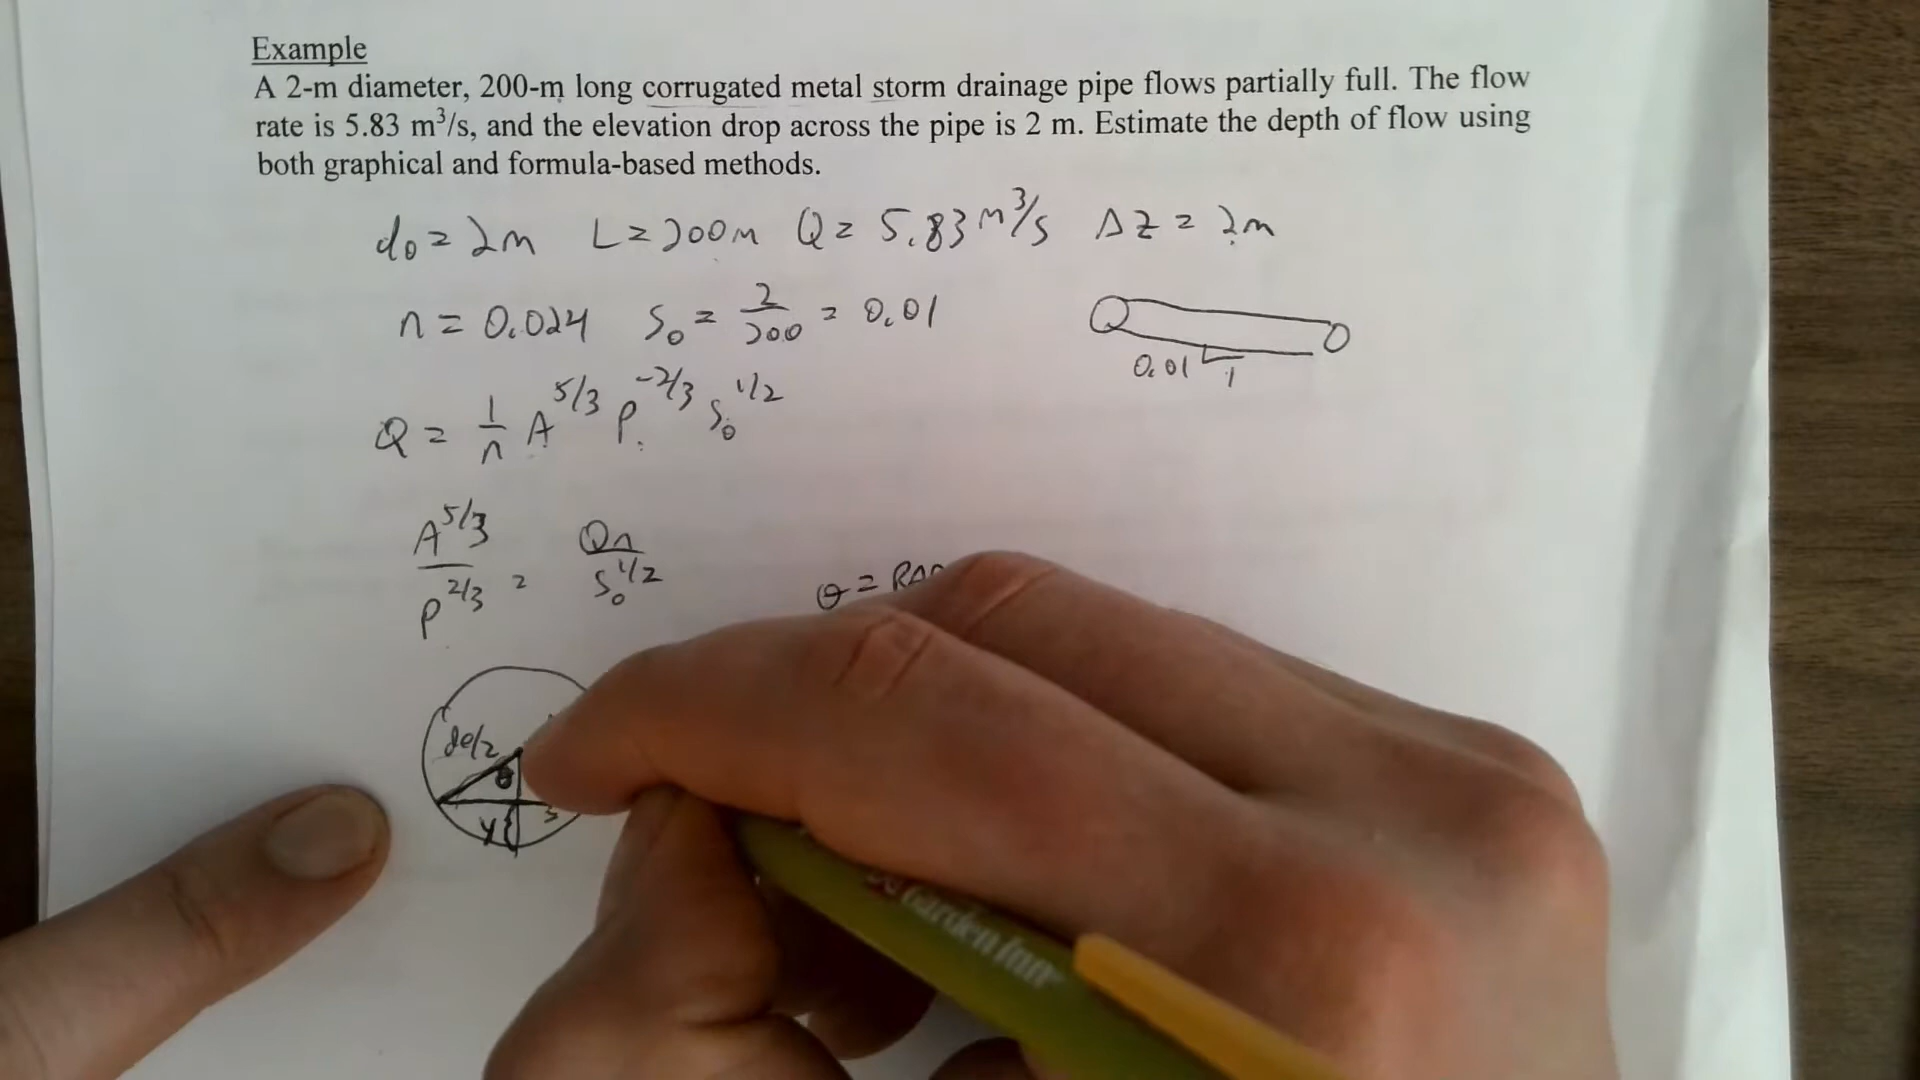 Example
A 2-m diameter, 200-m long corrugated metal storm drainage pipe flows partially full. The flow
rate is 5.83 m³/s, and the elevation drop across the pipe is 2 m. Estimate the depth of flow using
both graphical and formula-based methods.
d₀ = 2m L = 200m Q = 5.83 m³/s Δz = 2m
n = 0.024 S₀ = 2/200 = 0.01
0.01 1
Q = 1/n A^5/3 P^-2/3 S₀^1/2
A^5/3 / P^2/3 = Qn / S₀^1/2
θ = RAD
do/2
θ
y